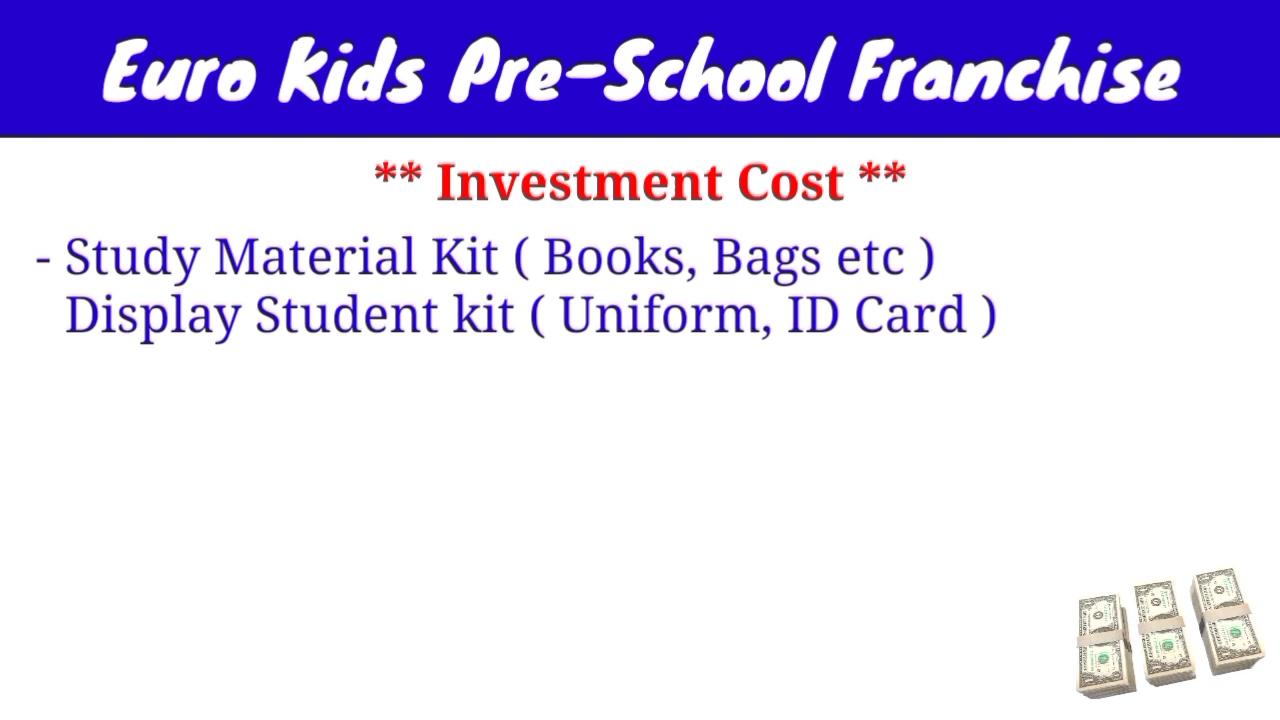 Euro Kids Pre-School Franchise
** Investment Cost **
- Study Material Kit ( Books, Bags etc )
Display Student kit ( Uniform, ID Card )